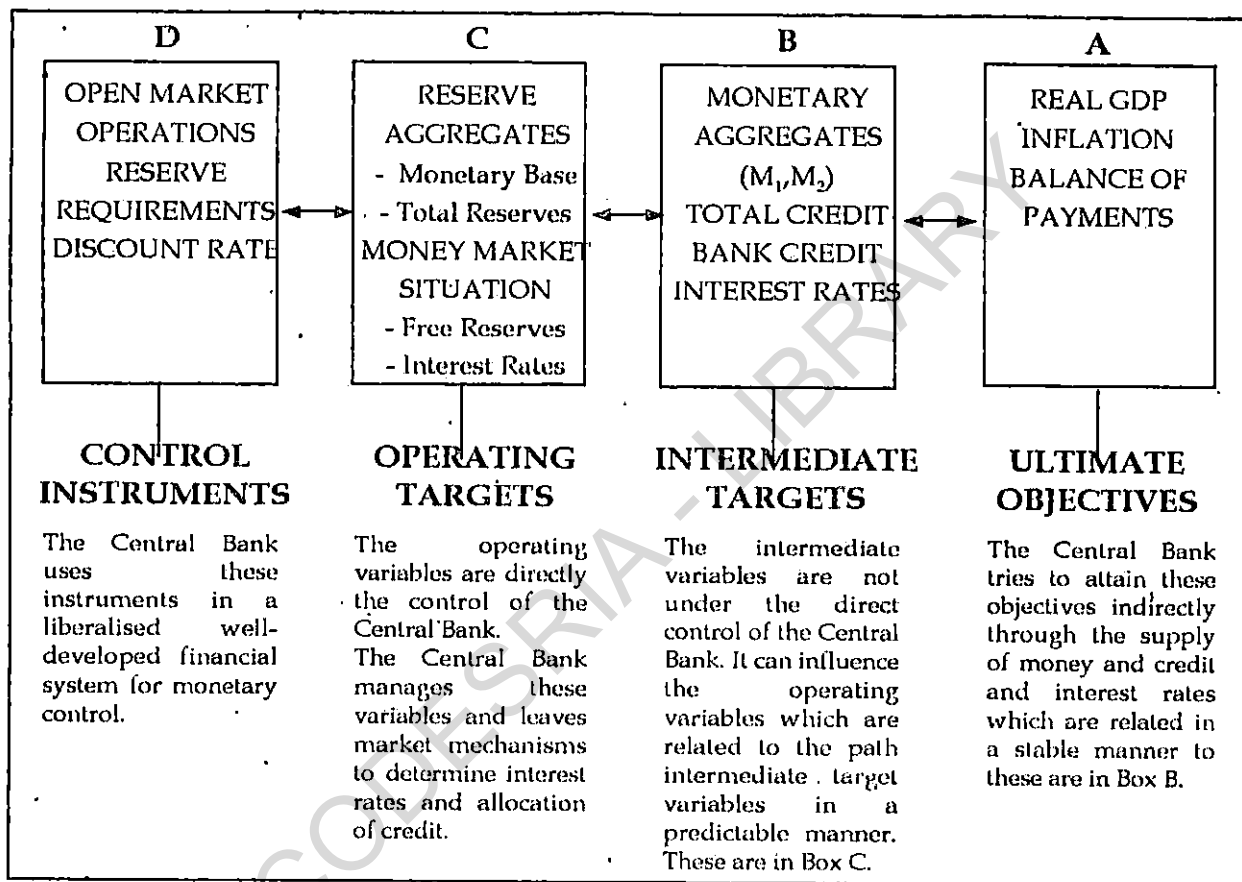 D
OPEN MARKET
OPERATIONS
RESERVE
REQUIREMENTS
DISCOUNT RATE
CONTROL
INSTRUMENTS
The Central Bank
uses these
instruments in a
liberalised well-
developed financial
system for monetary
control.
C
RESERVE
AGGREGATES
- Monetary Base
- Total Reserves
MONEY MARKET
SITUATION
- Free Reserves
- Interest Rates
OPERATING
TARGETS
The operating
variables are directly
the control of the
Central Bank.
The Central Bank
manages these
variables and leaves
market mechanisms
to determine interest
rates and allocation
of credit.
B
MONETARY
AGGREGATES
(M₁,M₂)
TOTAL CREDIT
BANK CREDIT
INTEREST RATES
INTERMEDIATE
TARGETS
The intermediate
variables are not
under the direct
control of the Central
Bank. It can influence
the operating
variables which are
related to the path
intermediate . target
variables in a
predictable manner.
These are in Box C.
A
REAL GDP
INFLATION
BALANCE OF
PAYMENTS
ULTIMATE
OBJECTIVES
The Central Bank
tries to attain these
objectives indirectly
through the supply
of money and credit
and interest rates
which are related in
a stable manner to
these are in Box B.
CODESRIA - LIBRARY